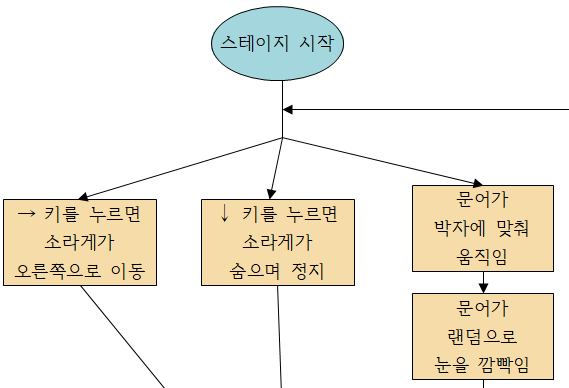 스테이지 시작
→ 키를 누르면
소라게가
오른쪽으로 이동
↓ 키를 누르면
소라게가
숨으며 정지
문어가
박자에 맞춰
움직임
문어가
랜덤으로
눈을 깜빡임